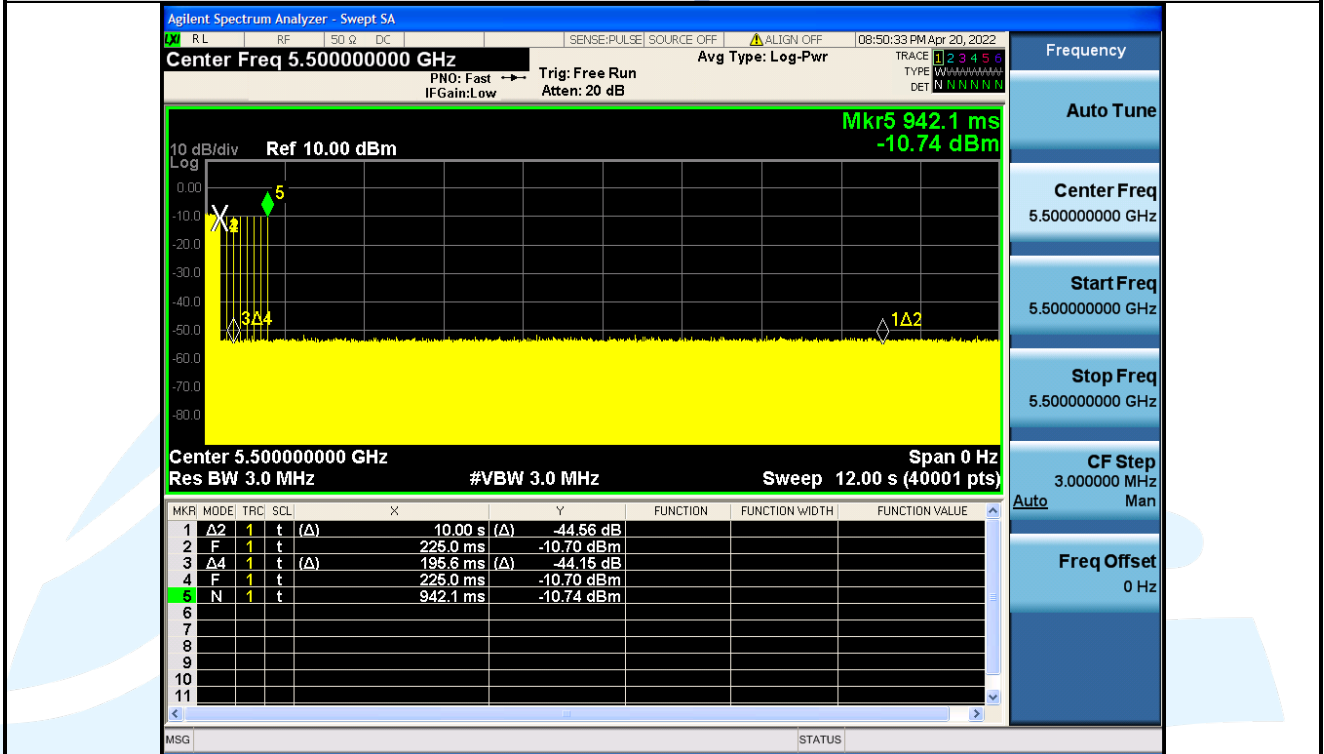 Agilent Spectrum Analyzer - Swept SA
LXI RL RF 50 Ω DC SENSE:PULSE SOURCE OFF ALIGN OFF 08:50:33 PM Apr 20, 2022
Center Freq 5.500000000 GHz
PNO: Fast
IFGain:Low
Trig: Free Run
Atten: 20 dB
Avg Type: Log-Pwr
TRACE 1 2 3 4 5 6
TYPE WWWWWW
DET N N N N N N
Mkr5 942.1 ms
-10.74 dBm
10 dB/div Ref 10.00 dBm
Log
0.00
-10.0
-20.0
-30.0
-40.0
-50.0
-60.0
-70.0
-80.0
5
3Δ4
1Δ2
Center 5.500000000 GHz Span 0 Hz
Res BW 3.0 MHz #VBW 3.0 MHz Sweep 12.00 s (40001 pts)
MKR MODE TRC SCL X Y FUNCTION FUNCTION WIDTH FUNCTION VALUE
1 Δ2 1 t (Δ) 10.00 s (Δ) -44.56 dB
2 F 1 t 225.0 ms -10.70 dBm
3 Δ4 1 t (Δ) 195.6 ms (Δ) -44.15 dB
4 F 1 t 225.0 ms -10.70 dBm
5 N 1 t 942.1 ms -10.74 dBm
6
7
8
9
10
11
MSG STATUS
Frequency
Auto Tune
Center Freq
5.500000000 GHz
Start Freq
5.500000000 GHz
Stop Freq
5.500000000 GHz
CF Step
3.000000 MHz
Auto Man
Freq Offset
0 Hz